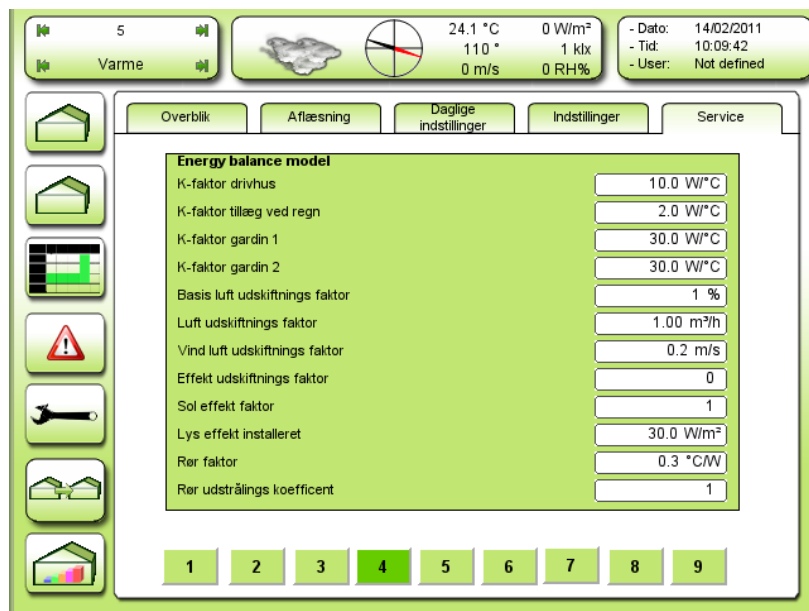 5
Varme
24.1 °C 0 W/m²
110 ° 1 klx
0 m/s 0 RH%
- Dato: 14/02/2011
- Tid: 10:09:42
- User: Not defined
Overblik
Aflæsning
Daglige
indstillinger
Indstillinger
Service
Energy balance model
K-faktor drivhus 10.0 W/°C
K-faktor tillæg ved regn 2.0 W/°C
K-faktor gardin 1 30.0 W/°C
K-faktor gardin 2 30.0 W/°C
Basis luft udskiftnings faktor 1 %
Luft udskiftnings faktor 1.00 m³/h
Vind luft udskiftnings faktor 0.2 m/s
Effekt udskiftnings faktor 0
Sol effekt faktor 1
Lys effekt installeret 30.0 W/m²
Rør faktor 0.3 °C/W
Rør udstrålings koefficent 1
1 2 3 4 5 6 7 8 9